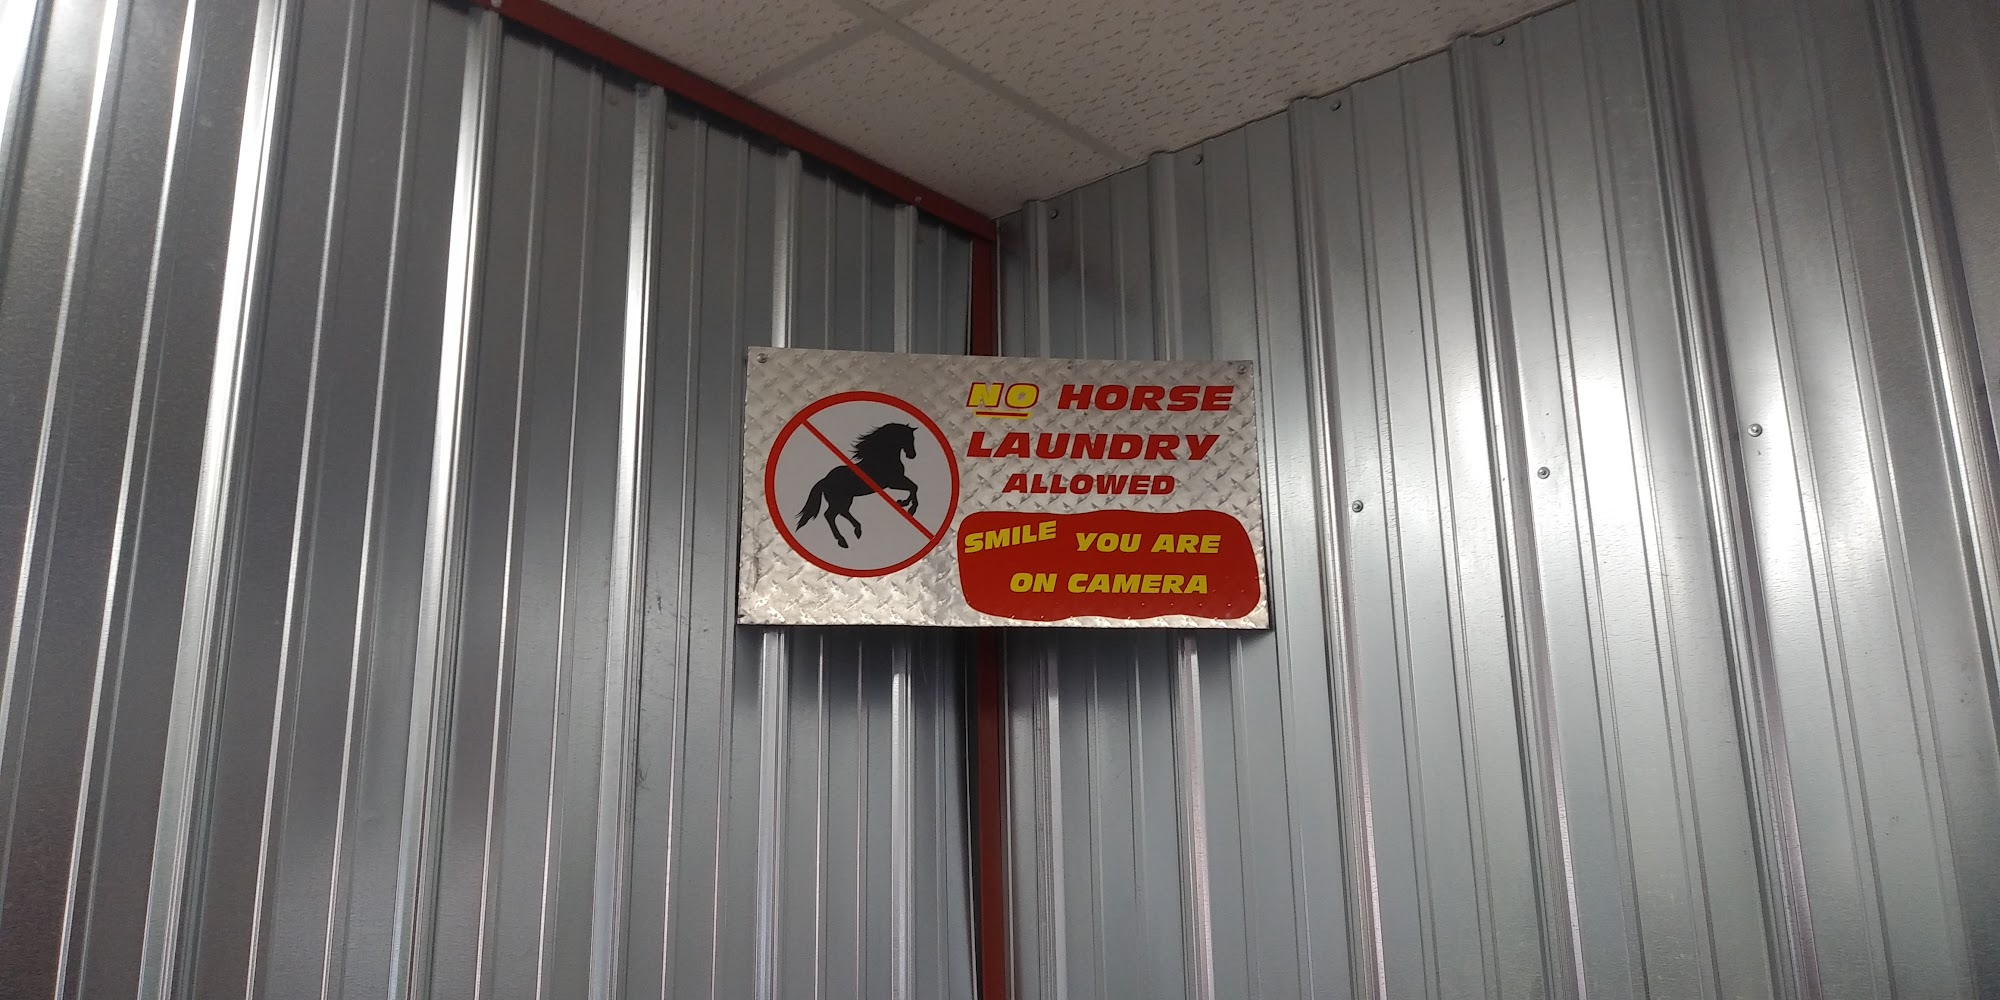 NO HORSE
LAUNDRY
ALLOWED
SMILE YOU ARE
ON CAMERA